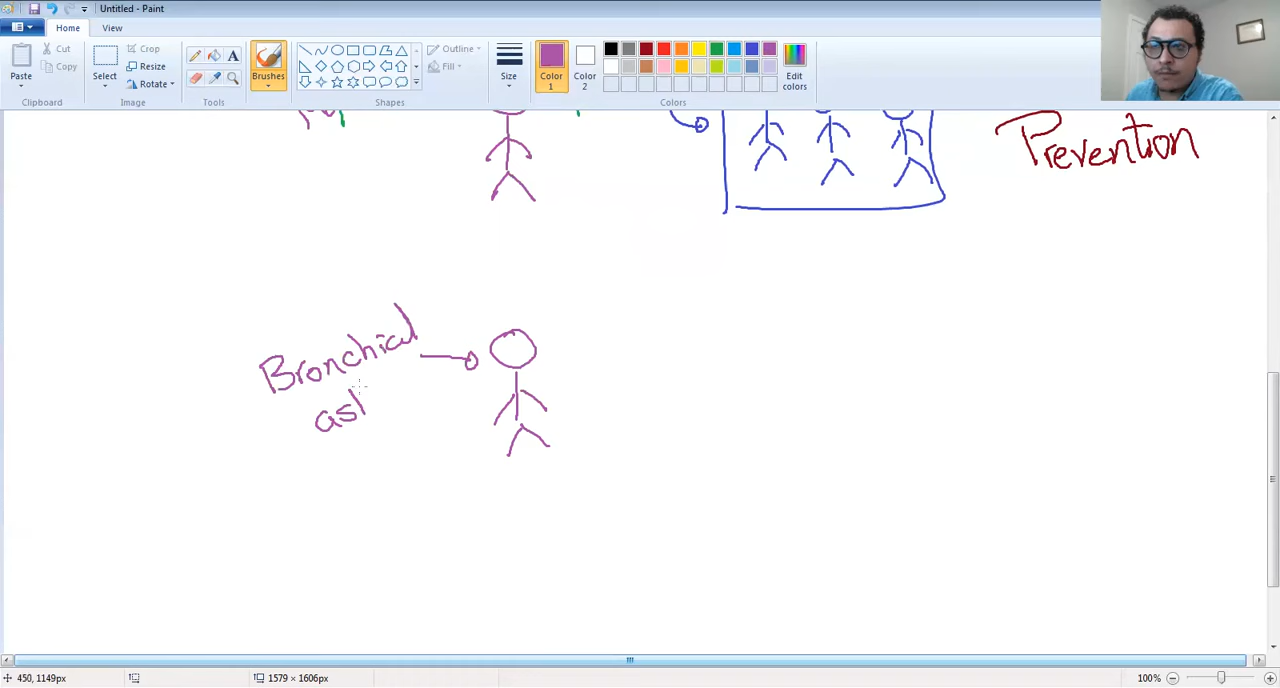 Untitled - Paint
Home View
Paste
Cut
Copy
Clipboard
Select
Crop
Resize
Rotate
Image
Tools
Brushes
Outline
Fill
Shapes
Size
Color 1
Color 2
Edit colors
Colors
Prevention
Bronchial
ast
450, 1149px
1579 × 1606px
100%